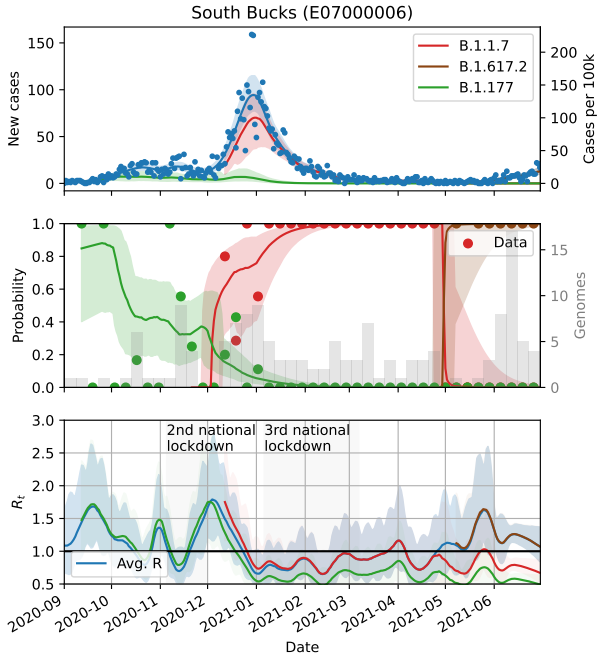 South Bucks (E07000006)
150
100
50
0
New cases
B.1.1.7
B.1.617.2
B.1.177
200
150
100
50
0
Cases per 100k
1.0
0.8
0.6
0.4
0.2
0.0
Probability
Data
15
10
5
0
Genomes
3.0
2.5
2.0
1.5
1.0
0.5
Rt
2nd national
lockdown
3rd national
lockdown
Avg. R
2020-09
2020-10
2020-11
2020-12
2021-01
2021-02
2021-03
2021-04
2021-05
2021-06
Date